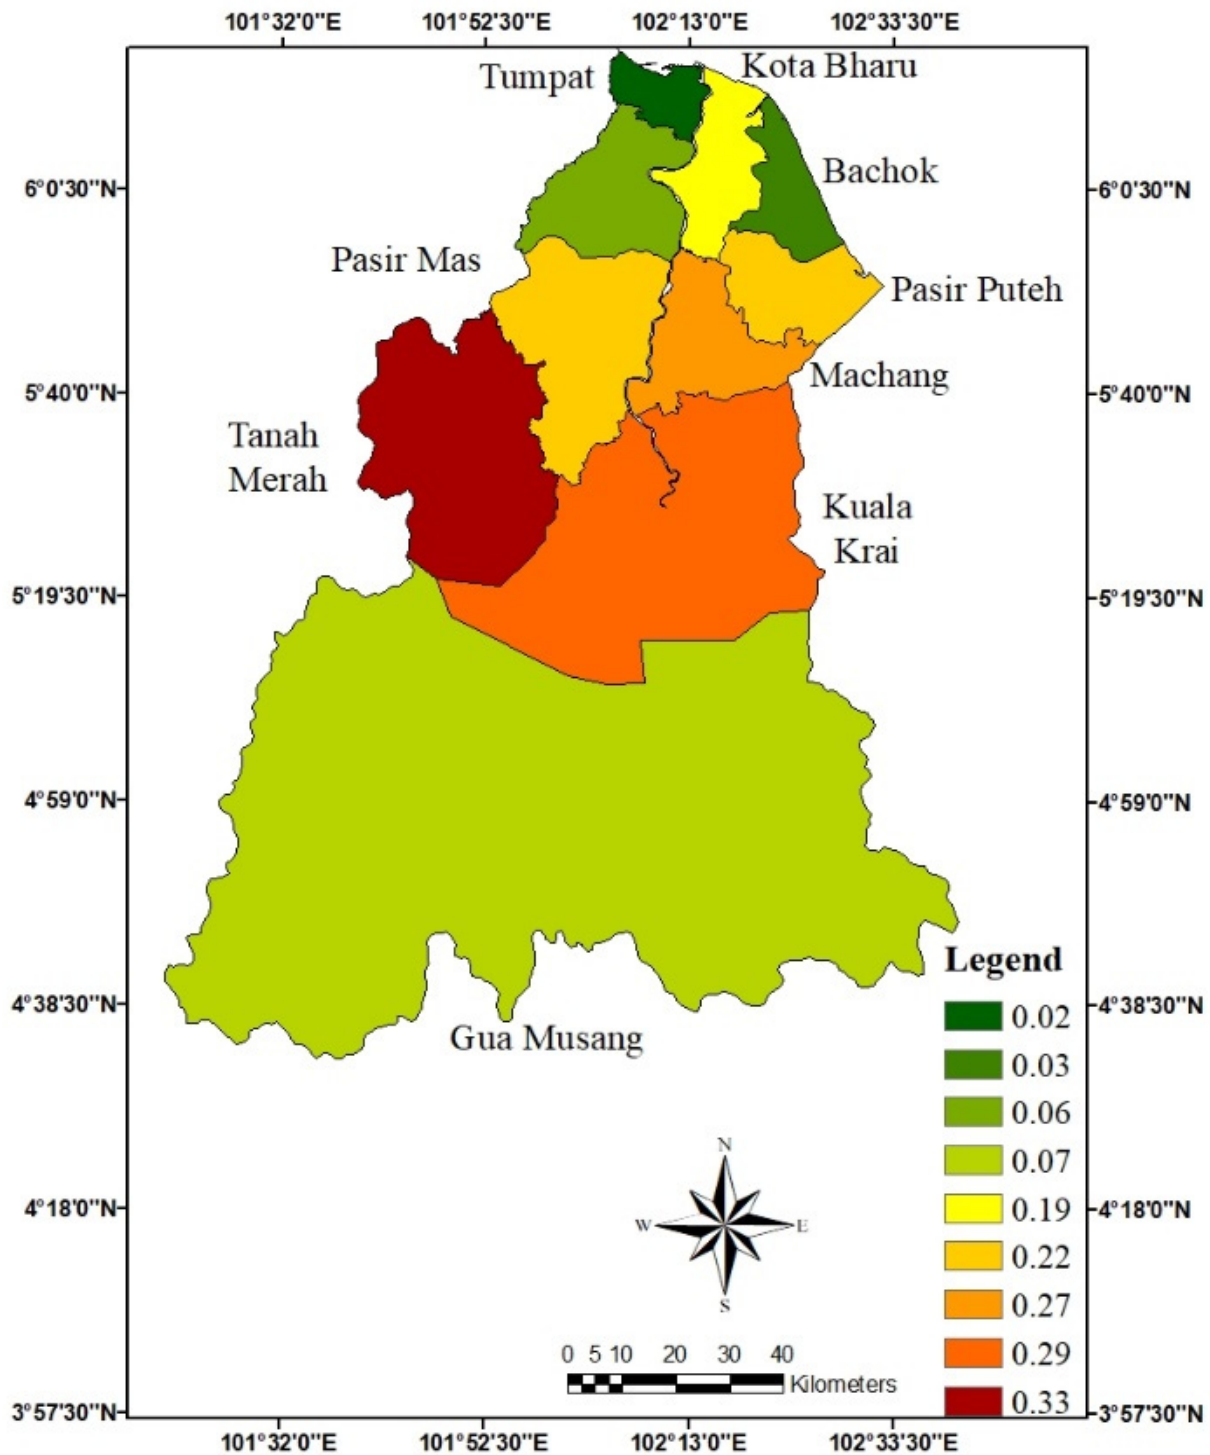 101°32'0"E 101°52'30"E 102°13'0"E 102°33'30"E
Tumpat
Kota Bharu
Bachok
6°0'30"N
6°0'30"N
Pasir Mas
Pasir Puteh
Machang
5°40'0"N
5°40'0"N
Tanah
Merah
Kuala
Krai
5°19'30"N
5°19'30"N
4°59'0"N
4°59'0"N
Legend
4°38'30"N
4°38'30"N
Gua Musang
0.02
0.03
0.06
0.07
0.19
0.22
0.27
0.29
0.33
N
W
E
S
4°18'0"N
4°18'0"N
0 5 10 20 30 40
Kilometers
3°57'30"N
3°57'30"N
101°32'0"E 101°52'30"E 102°13'0"E 102°33'30"E